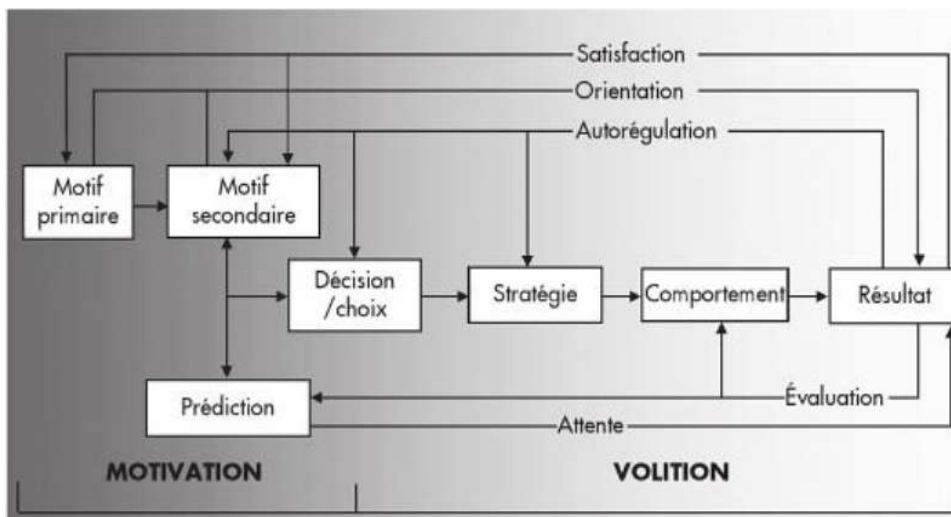 Satisfaction
Orientation
Autorégulation
Motif
primaire
Motif
secondaire
Décision
/choix
Stratégie
Comportement
Résultat
Prédiction
Évaluation
Attente
MOTIVATION
VOLITION